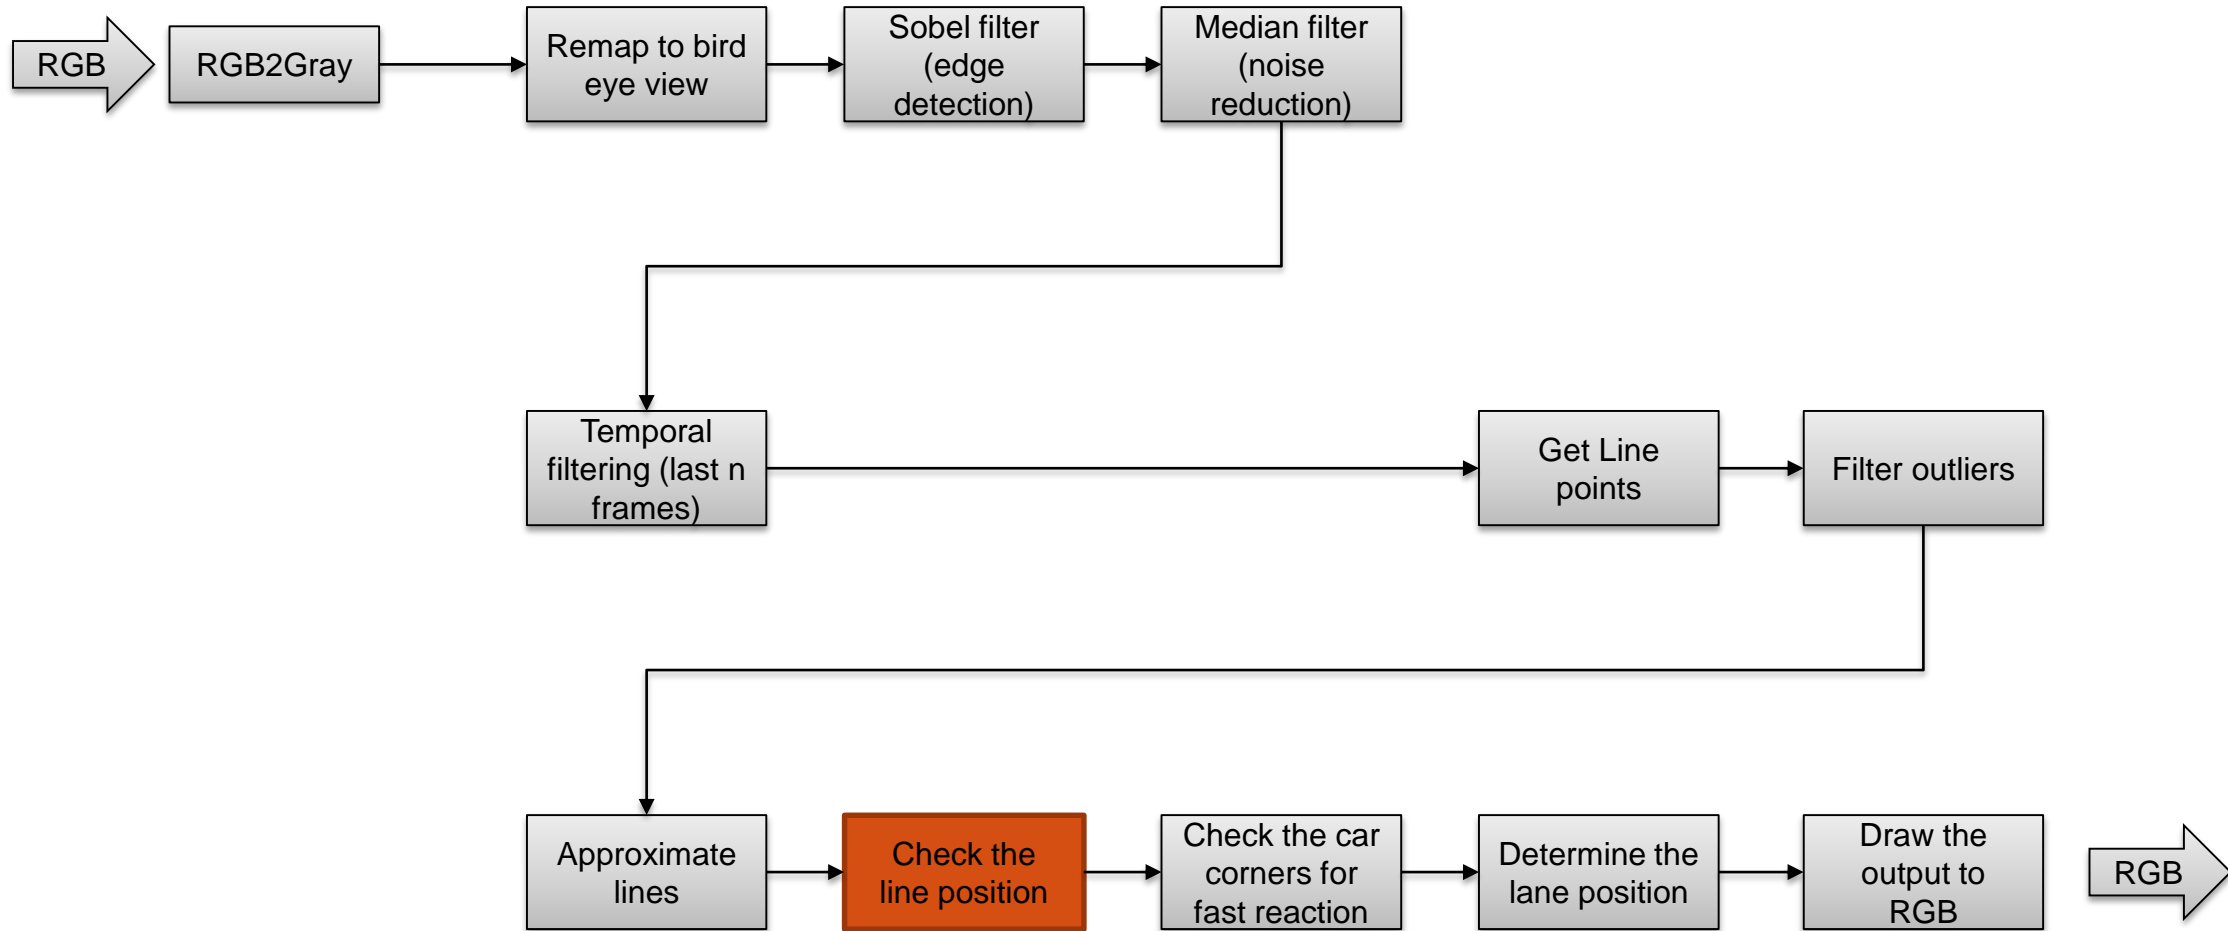 RGB
RGB2Gray
Remap to bird
eye view
Sobel filter
(edge
detection)
Median filter
(noise
reduction)
Temporal
filtering (last n
frames)
Get Line
points
Filter outliers
Approximate
lines
Check the
line position
Check the car
corners for
fast reaction
Determine the
lane position
Draw the
output to
RGB
RGB